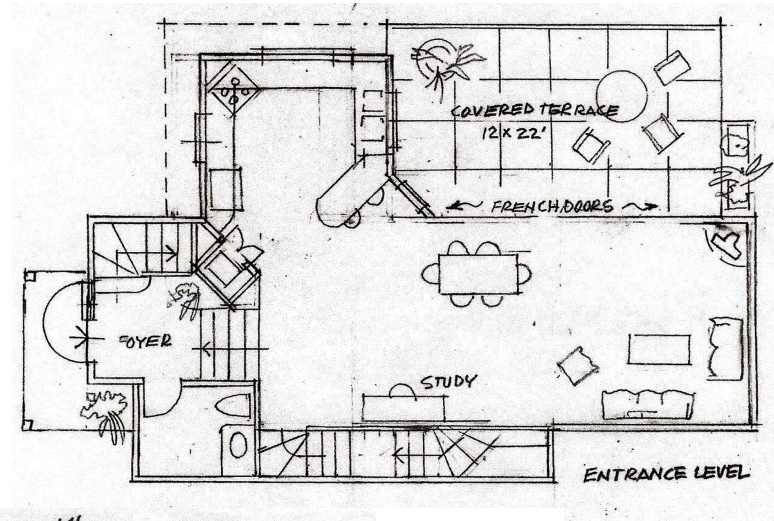 COVERED TERRACE
12 X 22'
FRENCH DOORS
FOYER
STUDY
ENTRANCE LEVEL